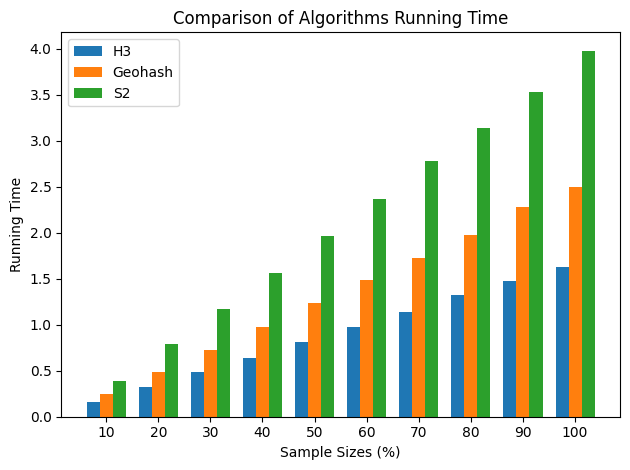 Comparison of Algorithms Running Time
H3
Geohash
S2
Running Time
4.0
3.5
3.0
2.5
2.0
1.5
1.0
0.5
0.0
10 20 30 40 50 60 70 80 90 100
Sample Sizes (%)